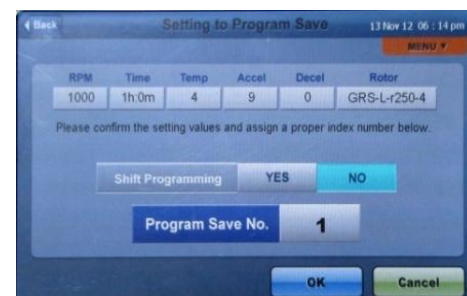 Back Setting to Program Save 13 Nov 12 06 : 14 pm
MENU ▼
RPM Time Temp Accel Decel Rotor
1000 1h:0m 4 9 0 GRS-L-r250-4
Please confirm the setting values and assign a proper index number below.
Shift Programming YES NO
Program Save No. 1
OK Cancel